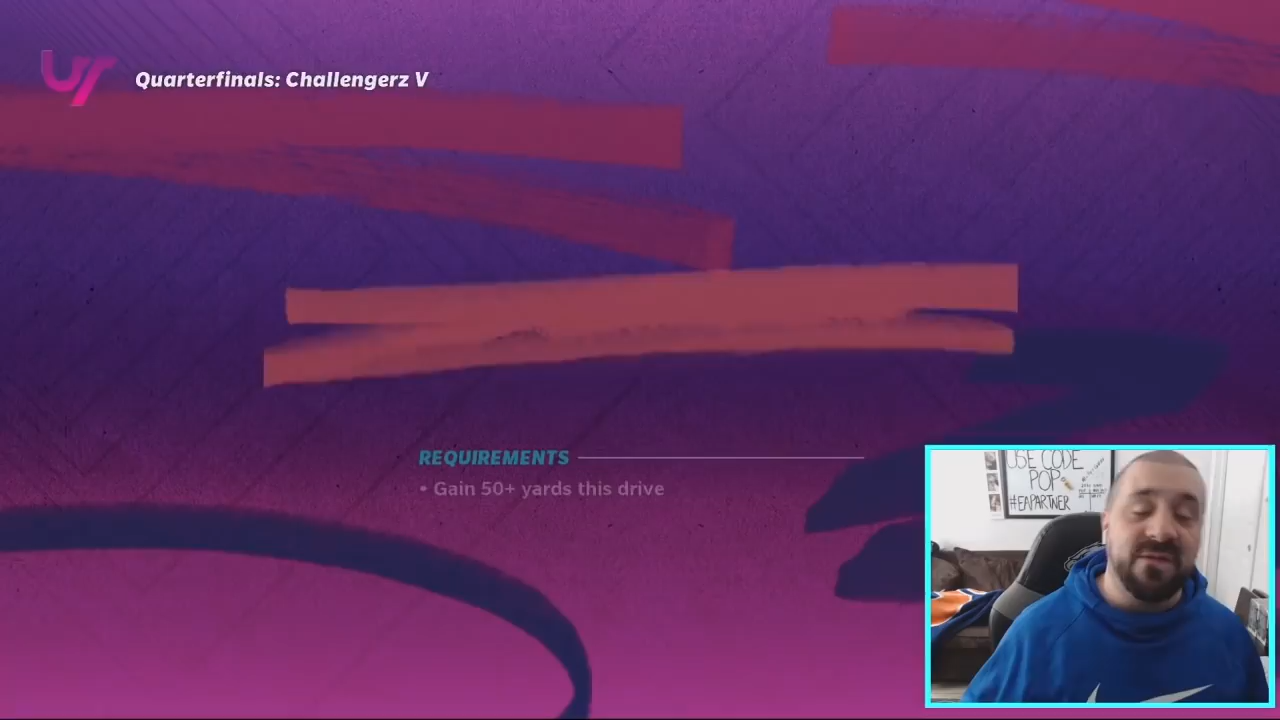 Quarterfinals: Challengerz V
REQUIREMENTS
• Gain 50+ yards this drive
USE CODE
POP
#EAPARTNER